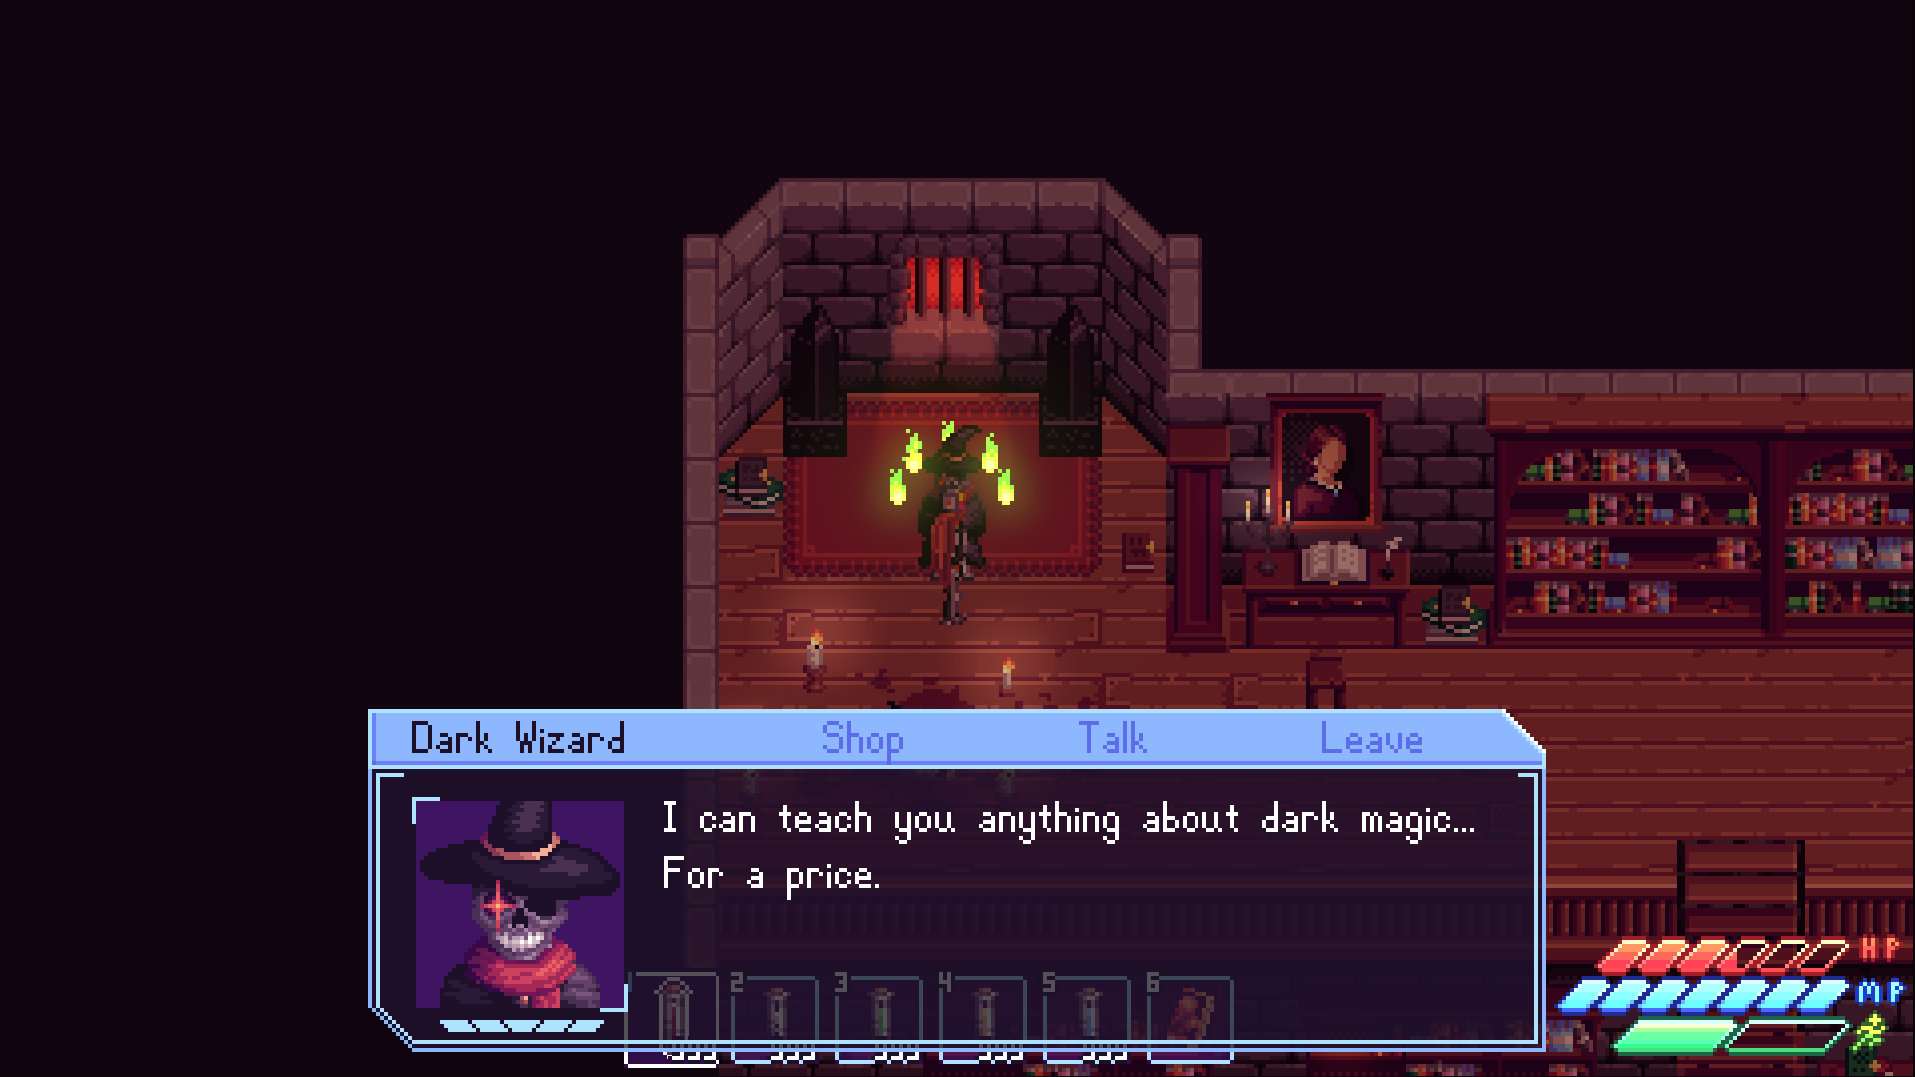 Dark Wizard Shop Talk Leave
I can teach you anything about dark magic...
For a price.
2 3 4 5 6
HP
MP